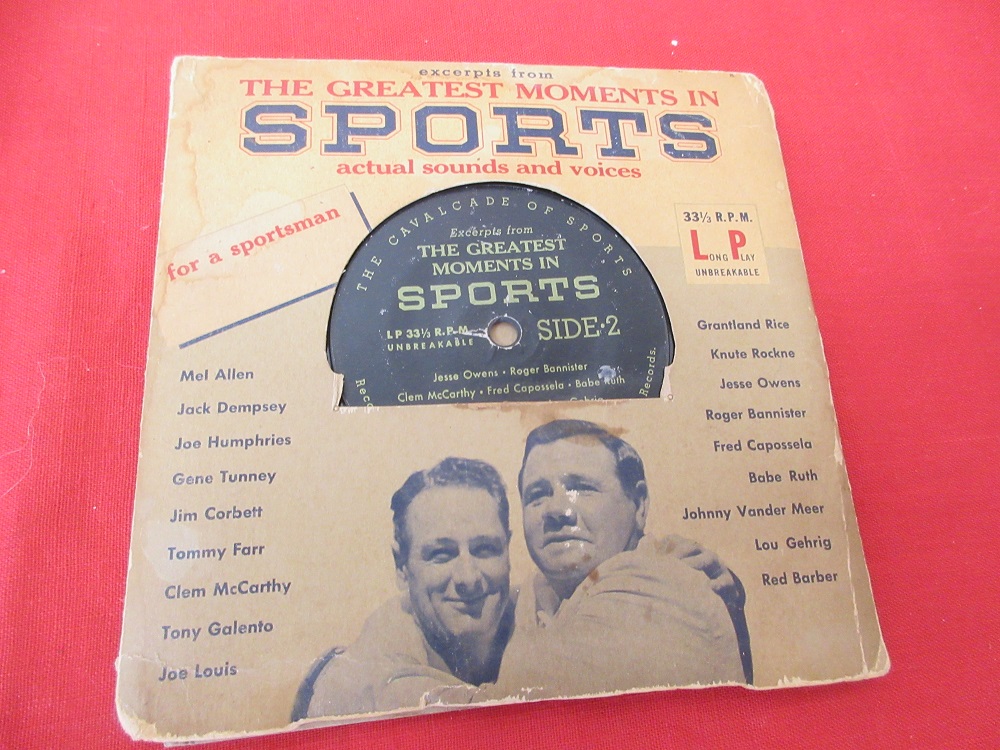 excerpts from
THE GREATEST MOMENTS IN
SPORTS
actual sounds and voices
for a sportsman
33⅓ R.P.M.
LONG PLAY
UNBREAKABLE
THE CAVALCADE OF SPORTS
Excerpts from
THE GREATEST
MOMENTS IN
SPORTS
LP 33⅓ R.P.M.
UNBREAKABLE
SIDE·2
Jesse Owens · Roger Bannister
Clem McCarthy · Fred Capossela · Babe Ruth
Records.
Mel Allen
Jack Dempsey
Joe Humphries
Gene Tunney
Jim Corbett
Tommy Farr
Clem McCarthy
Tony Galento
Joe Louis
Grantland Rice
Knute Rockne
Jesse Owens
Roger Bannister
Fred Capossela
Babe Ruth
Johnny Vander Meer
Lou Gehrig
Red Barber